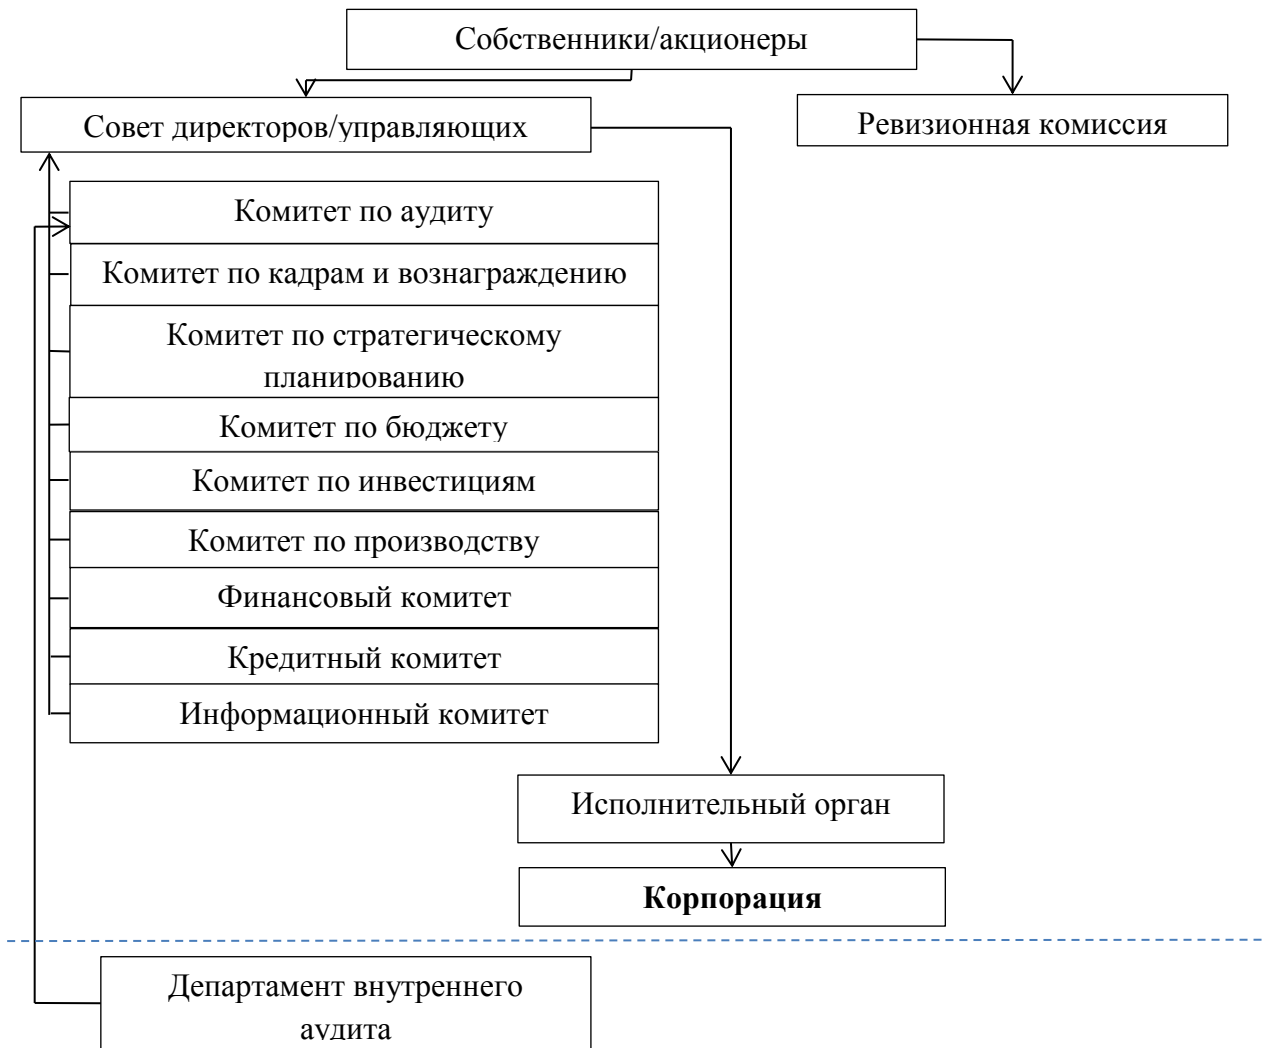 Собственники/акционеры
Совет директоров/управляющих
Ревизионная комиссия
Комитет по аудиту
Комитет по кадрам и вознаграждению
Комитет по стратегическому
планированию
Комитет по бюджету
Комитет по инвестициям
Комитет по производству
Финансовый комитет
Кредитный комитет
Информационный комитет
Исполнительный орган
Корпорация
Департамент внутреннего
аудита